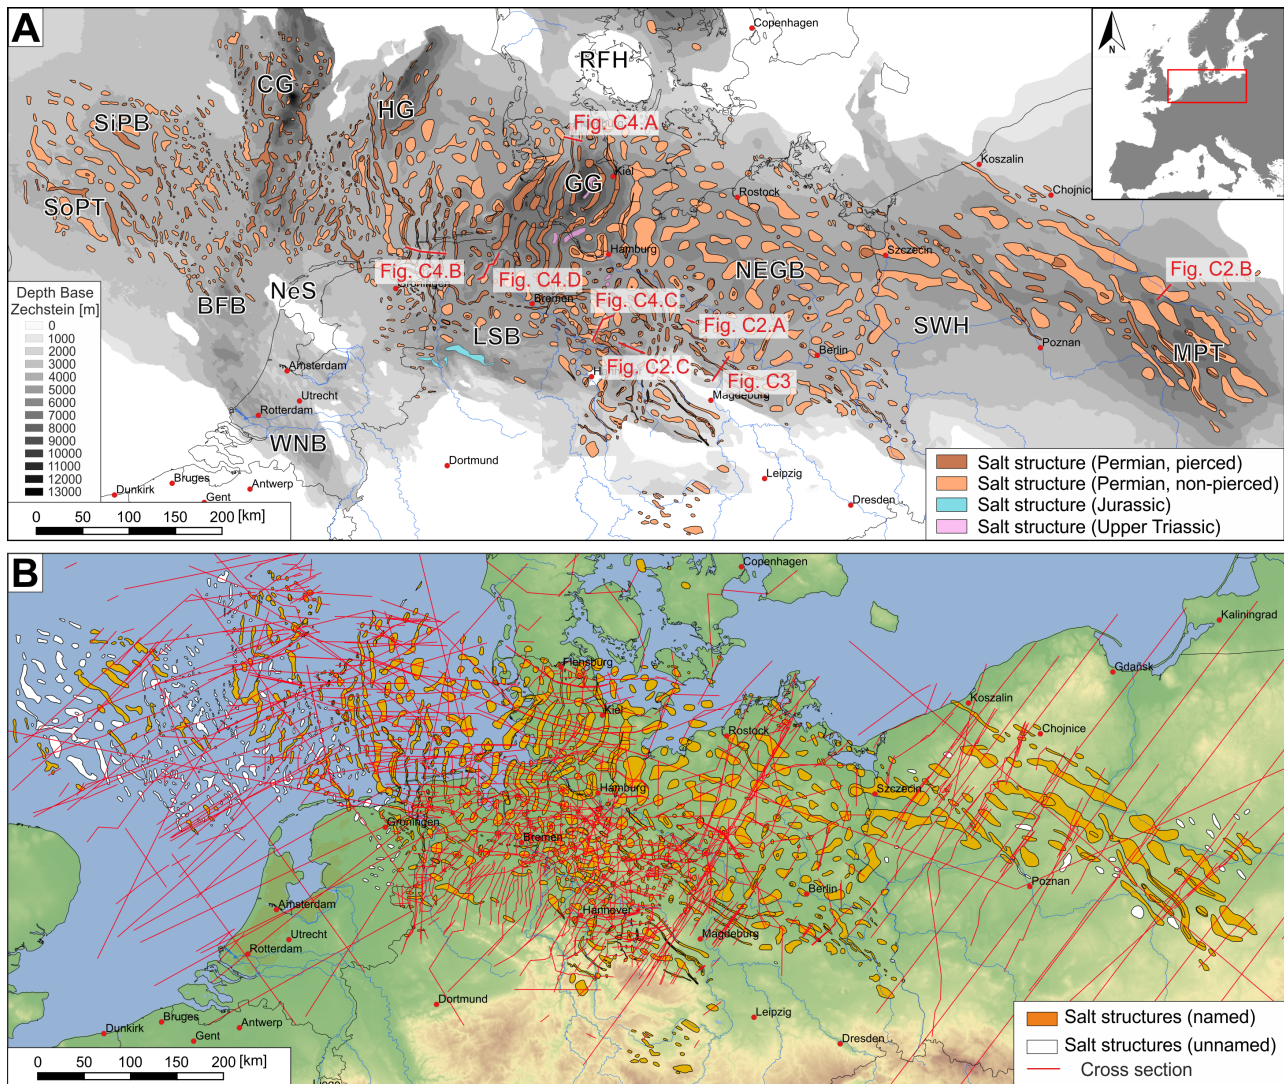 A
Copenhagen
N
RFH
CG
HG
SiPB
Fig. C4.A
Koszalin
Kiel
GG
Rostock
Chojnice
SoPT
Hamburg
Szczecin
Fig. C4.B
Fig. C4.D
NEGB
Fig. C2.B
Groningen
Depth Base
Zechstein [m]
0
1000
2000
3000
4000
5000
6000
7000
8000
9000
10000
11000
12000
13000
NeS
BFB
Bremen
Fig. C4.C
SWH
LSB
Fig. C2.A
Poznan
Berlin
MPT
Amsterdam
H
Fig. C2.C
Fig. C3
Utrecht
Magdeburg
Rotterdam
WNB
Dortmund
Salt structure (Permian, pierced)
Bruges
Leipzig
Salt structure (Permian, non-pierced)
Dunkirk
Antwerp
Gent
Dresden
Salt structure (Jurassic)
Salt structure (Upper Triassic)
0 50 100 150 200 [km]
B
Copenhagen
Kaliningrad
Flensburg
Gdańsk
Koszalin
Kiel
Rostock
Chojnice
Hamburg
Szczecin
Groningen
Bremen
Berlin
Poznan
Amsterdam
Hannover
Utrecht
Magdeburg
Rotterdam
Dortmund
Bruges
Leipzig
Salt structures (named)
Dunkirk
Antwerp
Gent
Dresden
Salt structures (unnamed)
Cross section
0 50 100 150 200 [km]